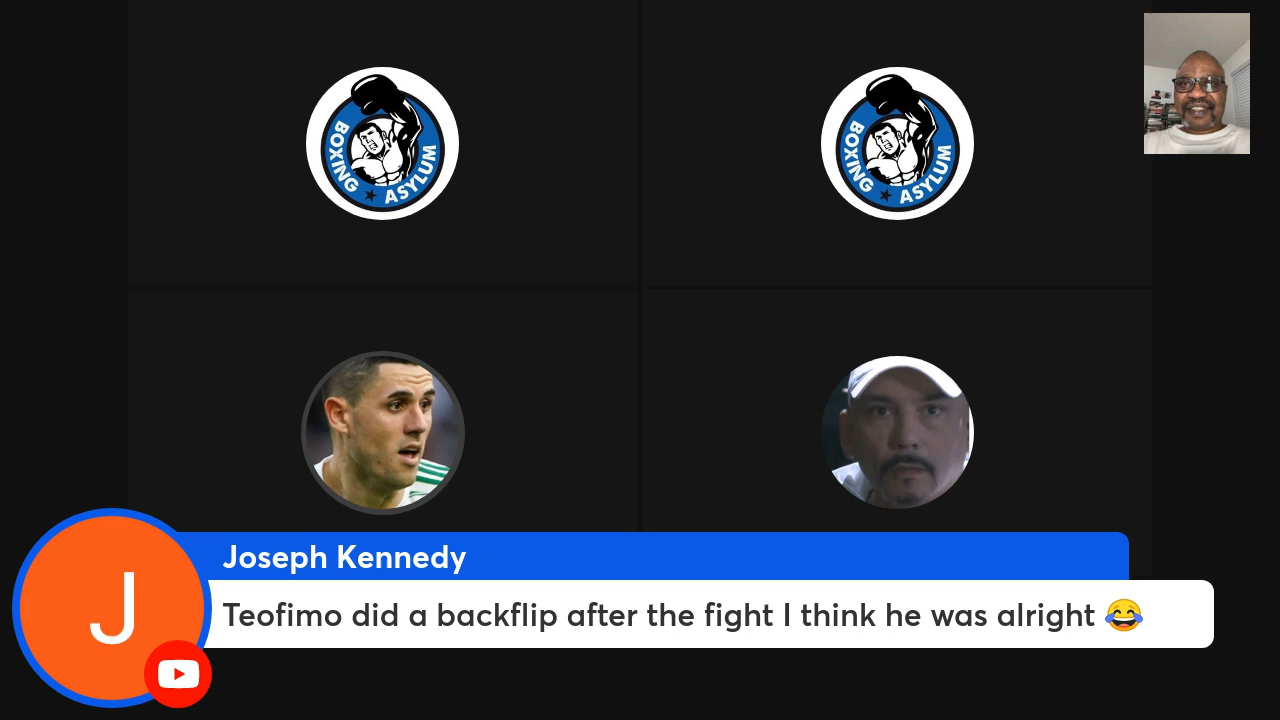 BOXING ASYLUM
BOXING ASYLUM
J
Joseph Kennedy
Teofimo did a backflip after the fight I think he was alright 😂